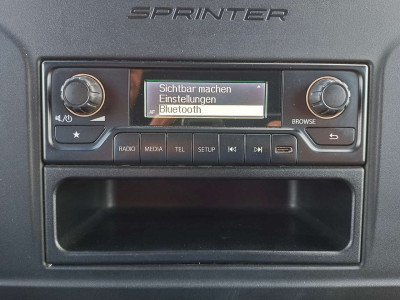 SPRINTER
Sichtbar machen
Einstellungen
Bluetooth
BROWSE
RADIO MEDIA TEL SETUP